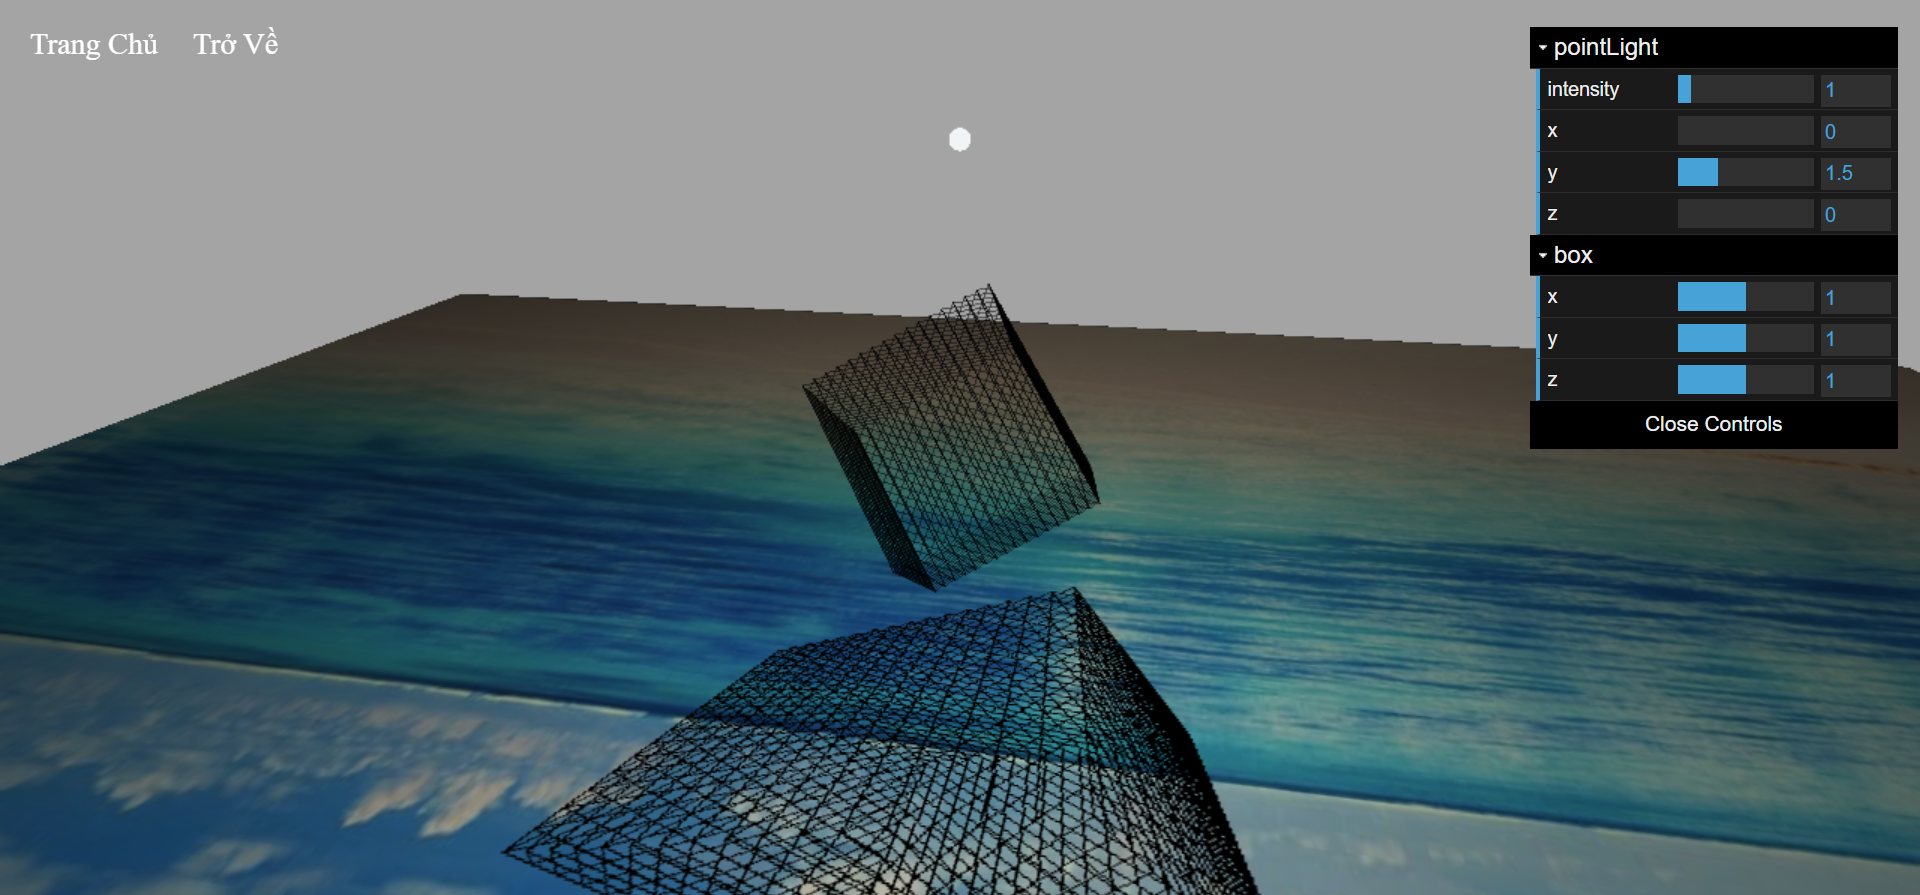 Trang Chủ Trở Về
pointLight
intensity 1
x 0
y 1.5
z 0
box
x 1
y 1
z 1
Close Controls